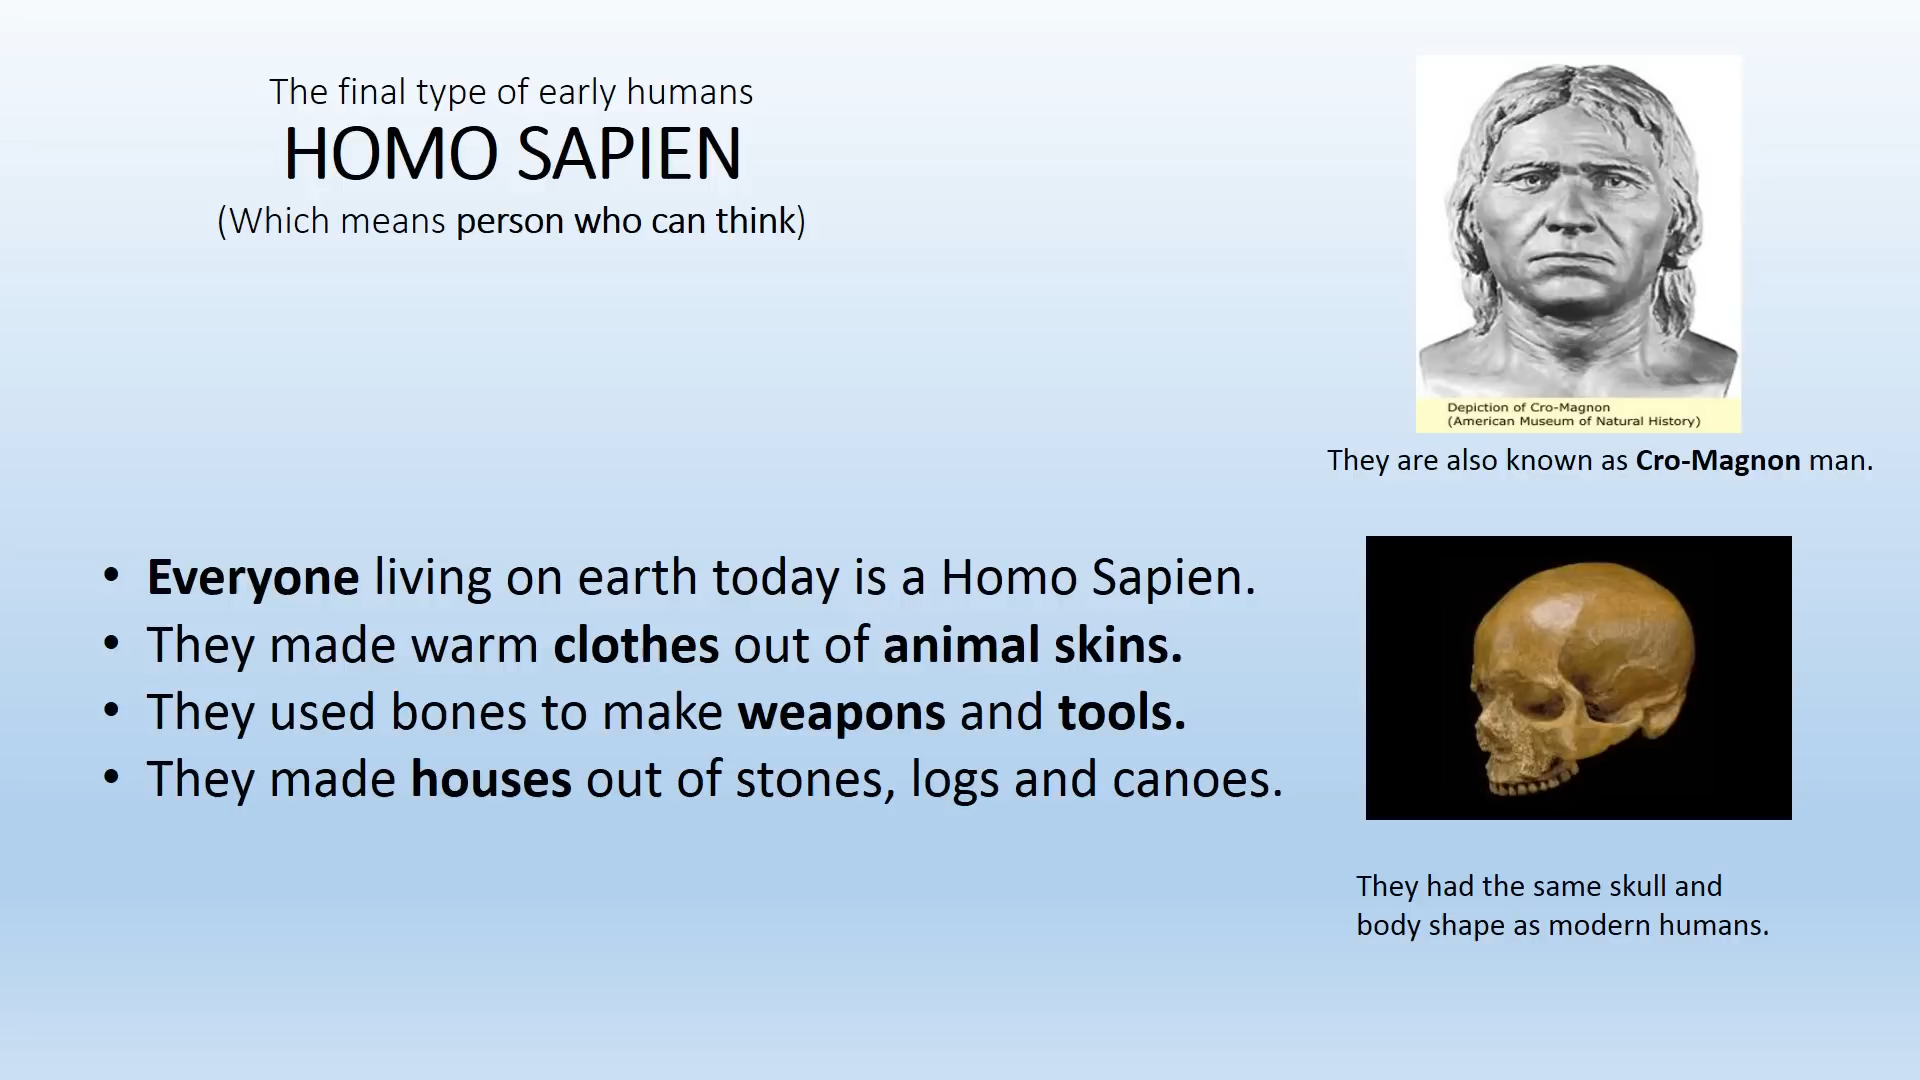 The final type of early humans
HOMO SAPIEN
(Which means person who can think)
Depiction of Cro-Magnon
(American Museum of Natural History)
They are also known as Cro-Magnon man.
• Everyone living on earth today is a Homo Sapien.
• They made warm clothes out of animal skins.
• They used bones to make weapons and tools.
• They made houses out of stones, logs and canoes.
They had the same skull and
body shape as modern humans.